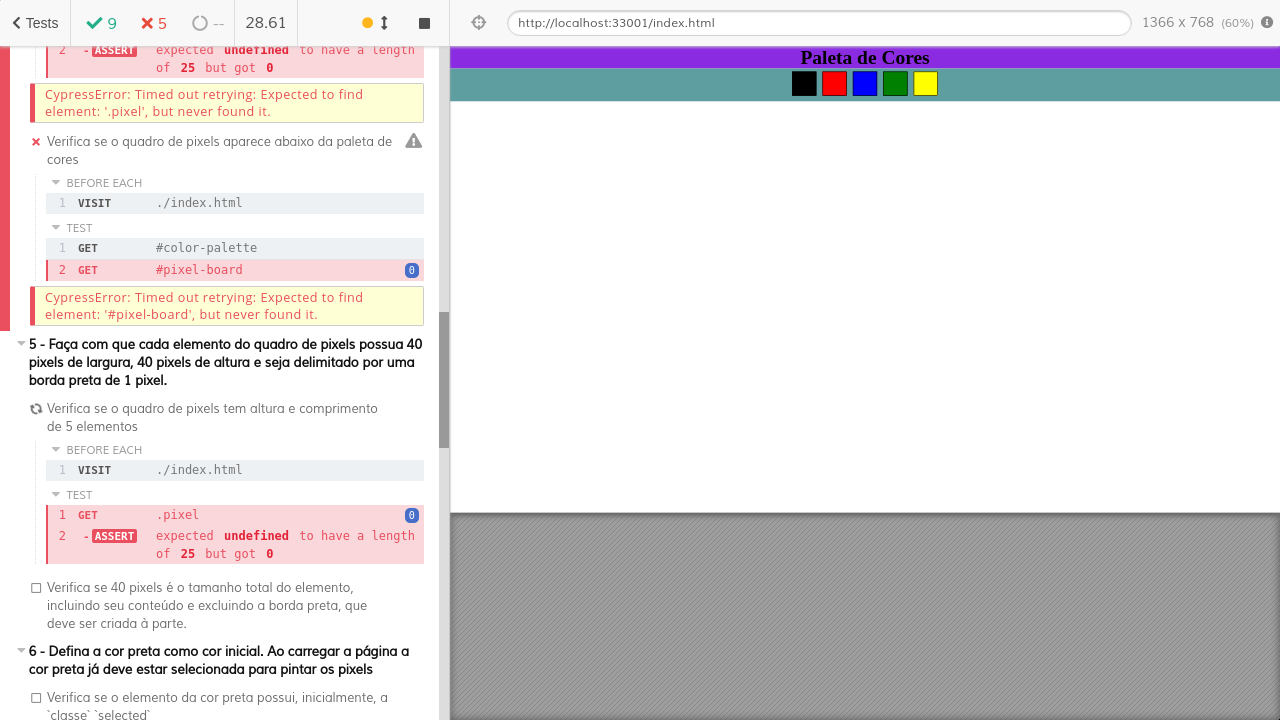 Tests 9 5 -- 28.61
http://localhost:33001/index.html 1366 x 768 (60%)
2 -ASSERT expected undefined to have a length
of 25 but got 0
CypressError: Timed out retrying: Expected to find
element: '.pixel', but never found it.
Verifica se o quadro de pixels aparece abaixo da paleta de
cores
BEFORE EACH
1 VISIT ./index.html
TEST
1 GET #color-palette
2 GET #pixel-board 0
CypressError: Timed out retrying: Expected to find
element: '#pixel-board', but never found it.
5 - Faça com que cada elemento do quadro de pixels possua 40
pixels de largura, 40 pixels de altura e seja delimitado por uma
borda preta de 1 pixel.
Verifica se o quadro de pixels tem altura e comprimento
de 5 elementos
BEFORE EACH
1 VISIT ./index.html
TEST
1 GET .pixel 0
2 -ASSERT expected undefined to have a length
of 25 but got 0
Verifica se 40 pixels é o tamanho total do elemento,
incluindo seu conteúdo e excluindo a borda preta, que
deve ser criada à parte.
6 - Defina a cor preta como cor inicial. Ao carregar a página a
cor preta já deve estar selecionada para pintar os pixels
Verifica se o elemento da cor preta possui, inicialmente, a
`classe` `selected`
Paleta de Cores